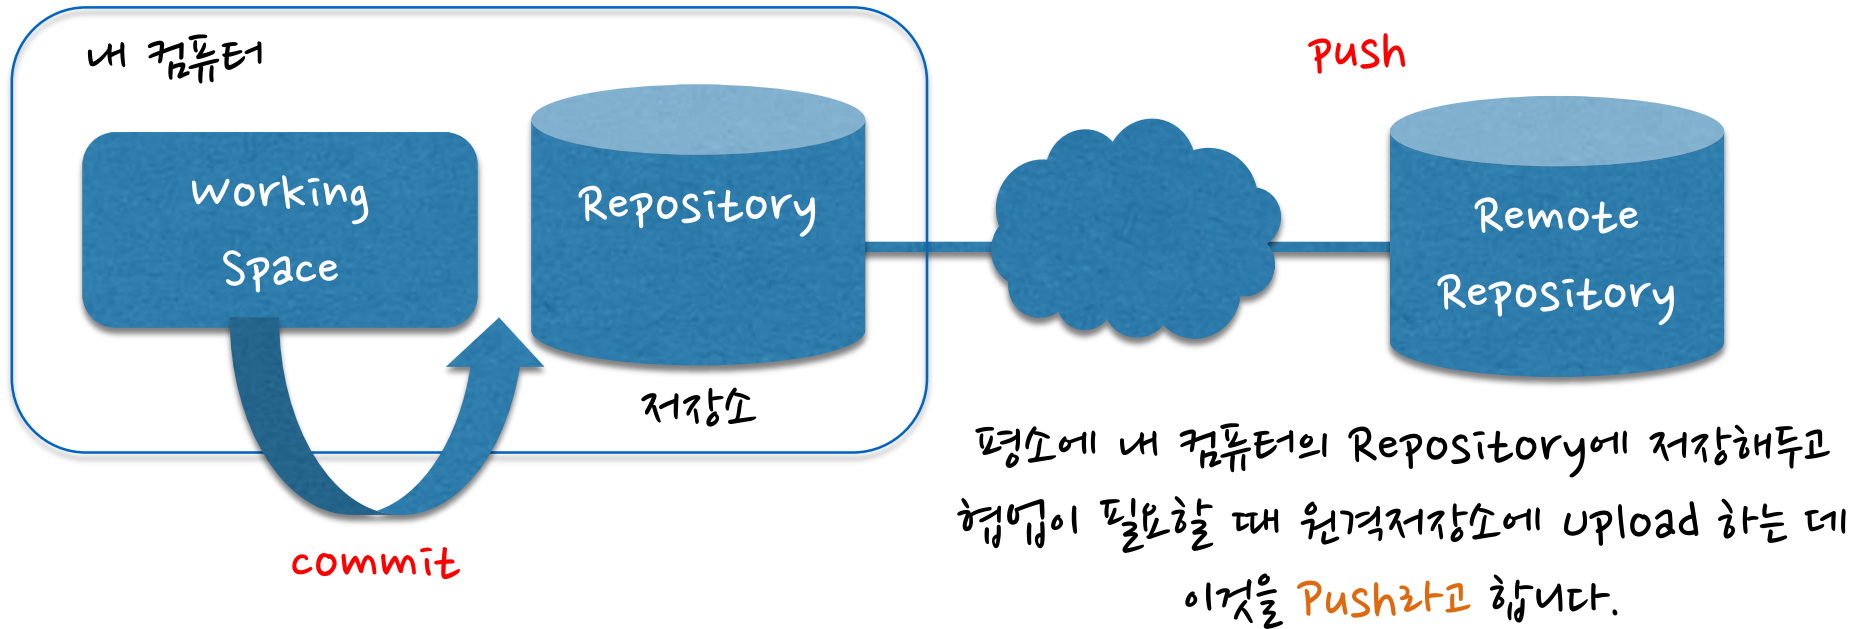 내 컴퓨터
Working
Space
Repository
저장소
commit
push
Remote
Repository
평소에 내 컴퓨터의 Repository에 저장해두고
협업이 필요할 때 원격저장소에 upload 하는 데
이것을 Push라고 합니다.